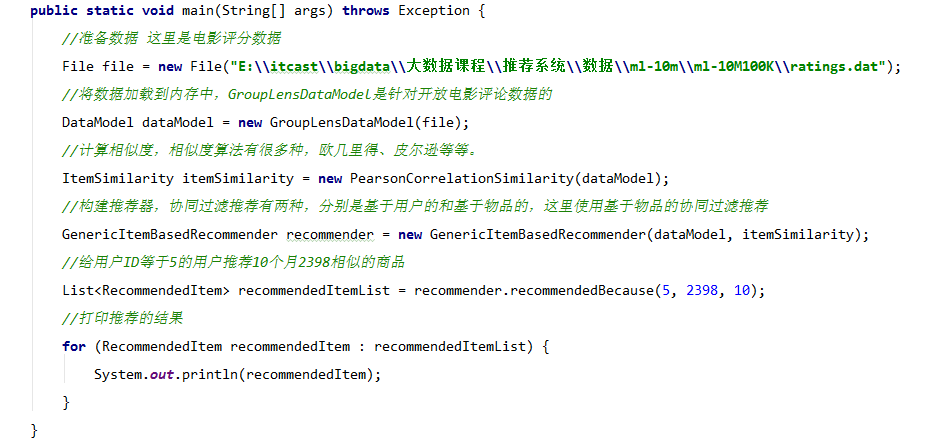 public static void main(String[] args) throws Exception {
//准备数据 这里是电影评分数据
File file = new File("E:\\itcast\\bigdata\\大数据课程\\推荐系统\\数据\\ml-10m\\ml-10M100K\\ratings.dat");
//将数据加载到内存中，GroupLensDataModel是针对开放电影评论数据的
DataModel dataModel = new GroupLensDataModel(file);
//计算相似度，相似度算法有很多种，欧几里得、皮尔逊等等。
ItemSimilarity itemSimilarity = new PearsonCorrelationSimilarity(dataModel);
//构建推荐器，协同过滤推荐有两种，分别是基于用户的和基于物品的，这里使用基于物品的协同过滤推荐
GenericItemBasedRecommender recommender = new GenericItemBasedRecommender(dataModel, itemSimilarity);
//给用户ID等于5的用户推荐10个月2398相似的商品
List<RecommendedItem> recommendedItemList = recommender.recommendedBecause(5, 2398, 10);
//打印推荐的结果
for (RecommendedItem recommendedItem : recommendedItemList) {
System.out.println(recommendedItem);
}
}